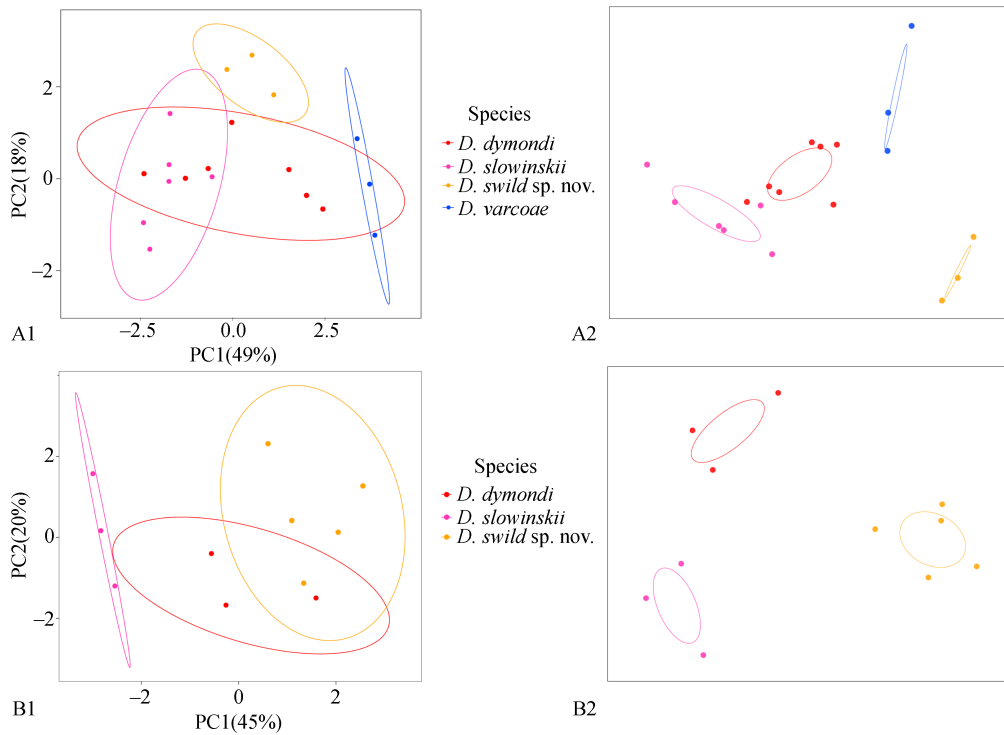 2
0
−2
PC2(18%)
−2.5
0.0
2.5
PC1(49%)
A1
Species
D. dymondi
D. slowinskii
D. swild sp. nov.
D. varcoae
A2
2
0
−2
PC2(20%)
−2
0
2
PC1(45%)
B1
Species
D. dymondi
D. slowinskii
D. swild sp. nov.
B2